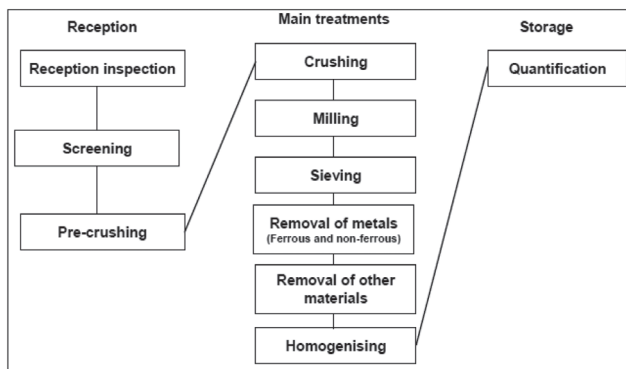 Reception
Reception inspection
Screening
Pre-crushing
Main treatments
Crushing
Milling
Sieving
Removal of metals
(Ferrous and non-ferrous)
Removal of other
materials
Homogenising
Storage
Quantification